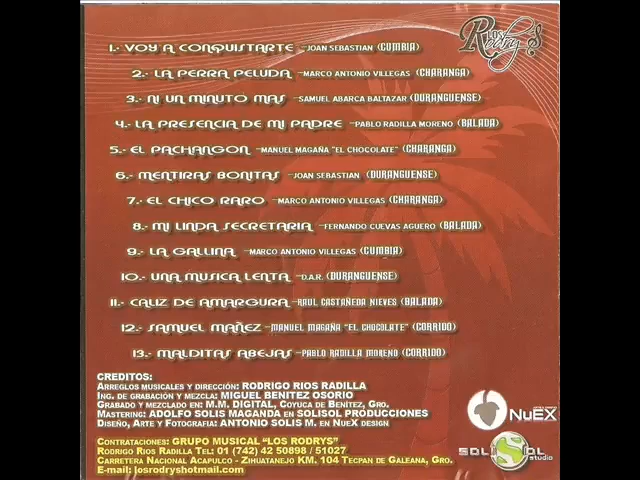 Los Rodrys
1.- VOY A CONQUISTARTE -JOAN SEBASTIAN (CUMBIA)
2.- LA PERRA PELUDA -MARCO ANTONIO VILLEGAS (CHARANGA)
3.- NI UN MINUTO MAS -SAMUEL ABARCA BALTAZAR (DURANGUENSE)
4.- LA PRESENCIA DE MI PADRE -PABLO RADILLA MORENO (BALADA)
5.- EL PACHANGON -MANUEL MAGAÑA "EL CHOCOLATE" (CHARANGA)
6.- MENTIRAS BONITAS -JOAN SEBASTIAN (DURANGUENSE)
7.- EL CHICO RARO -MARCO ANTONIO VILLEGAS (CHARANGA)
8.- MI LINDA SECRETARIA -FERNANDO CUEVAS AGUERO (BALADA)
9.- LA GALLINA -MARCO ANTONIO VILLEGAS (CUMBIA)
10.- UNA MUSICA LENTA -D.A.R. (DURANGUENSE)
11.- CALIZ DE AMARGURA -RAUL CASTAÑEDA NIEVES (BALADA)
12.- SAMUEL MAÑEZ -MANUEL MAGAÑA "EL CHUCOLATE" (CORRIDO)
13.- MALDITAS ABEJAS -PABLO RADILLA MORENO (CORRIDO)
CREDITOS:
Arreglos musicales y dirección: RODRIGO RIOS RADILLA
Ing. de grabación y mezcla: MIGUEL BENITEZ OSORIO
Grabado y mezclado en: M.M. DIGITAL, Coyuca de Benitez, Gro.
Mastering: ADOLFO SOLIS MAGANDA en SOLISOL PRODUCCIONES
Diseño, Arte y Fotografía: ANTONIO SOLIS M. en NuEX design
NuEX
SOLISOL
studio
Contrataciones: GRUPO MUSICAL "LOS RODRYS"
Rodrigo Rios Radilla Tel: 01 (742) 42 50898 / 51027
Carretera Nacional Acapulco - Zihuatanejo KM. 104 Tecpan de Galeana, Gro.
E-mail: losrodryshotmail.com